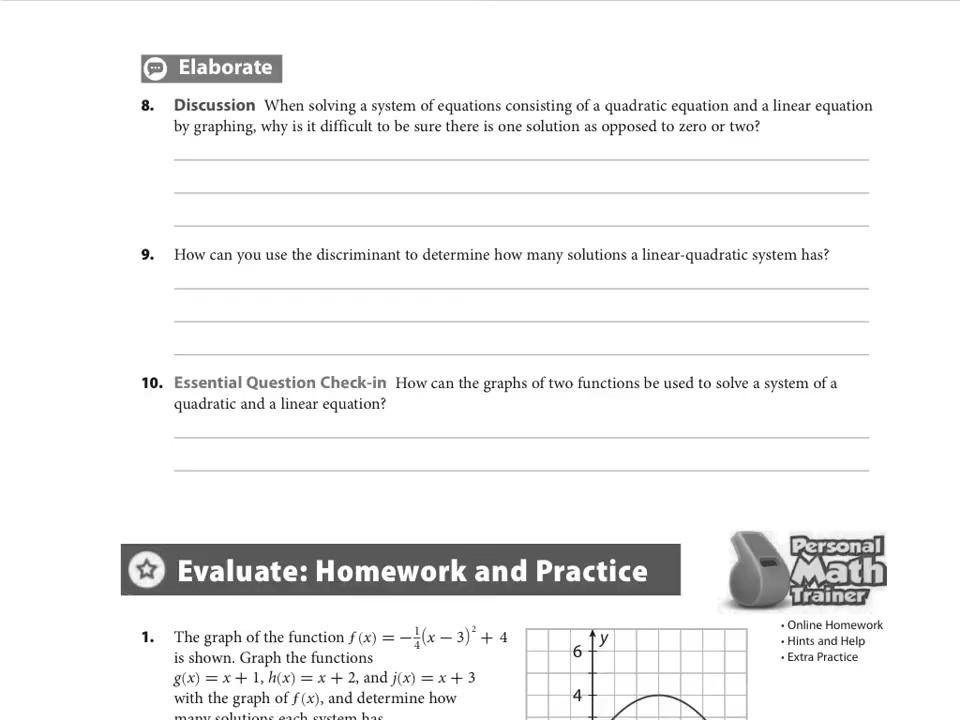 Elaborate
8. Discussion When solving a system of equations consisting of a quadratic equation and a linear equation
by graphing, why is it difficult to be sure there is one solution as opposed to zero or two?
9. How can you use the discriminant to determine how many solutions a linear-quadratic system has?
10. Essential Question Check-in How can the graphs of two functions be used to solve a system of a
quadratic and a linear equation?
Evaluate: Homework and Practice
Personal
Math
Trainer
• Online Homework
• Hints and Help
• Extra Practice
1. The graph of the function f(x) = −1/4(x − 3)² + 4
is shown. Graph the functions
g(x) = x + 1, h(x) = x + 2, and j(x) = x + 3
with the graph of f(x), and determine how
many solutions each system has.
y
6
4